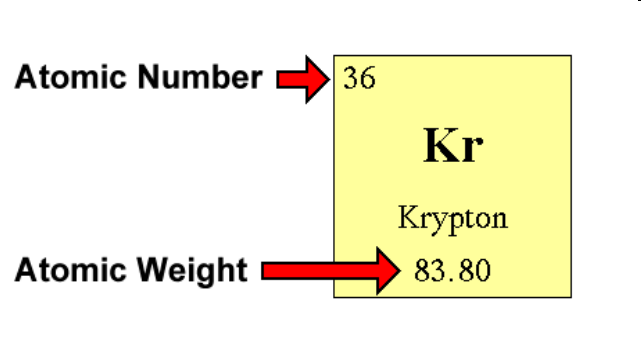 Atomic Number 36
Kr
Krypton
Atomic Weight 83.80